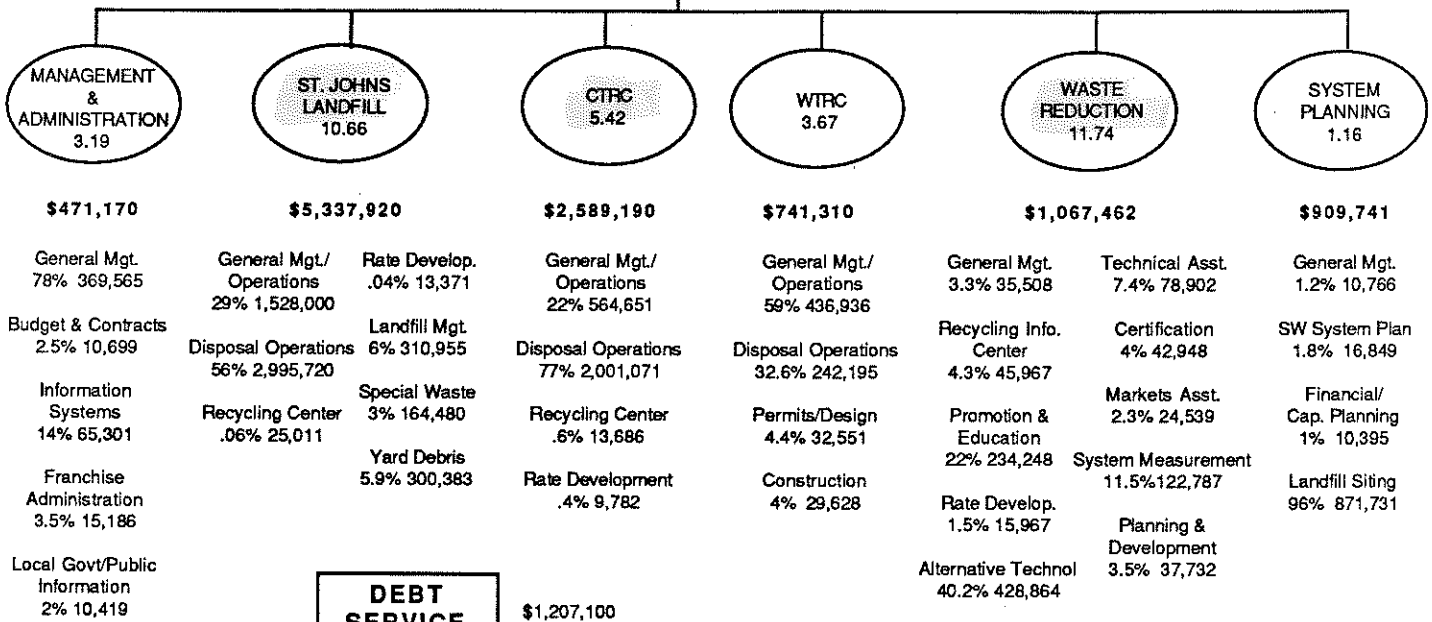 MANAGEMENT
&
ADMINISTRATION
3.19
$471,170
General Mgt.
78% 369,565
Budget & Contracts
2.5% 10,699
Information
Systems
14% 65,301
Franchise
Administration
3.5% 15,186
Local Govt/Public
Information
2% 10,419
ST. JOHNS
LANDFILL
10.66
$5,337,920
General Mgt./
Operations
29% 1,528,000
Disposal Operations
56% 2,995,720
Recycling Center
.06% 25,011
Rate Develop.
.04% 13,371
Landfill Mgt.
6% 310,955
Special Waste
3% 164,480
Yard Debris
5.9% 300,383
CTRC
5.42
$2,589,190
General Mgt./
Operations
22% 564,651
Disposal Operations
77% 2,001,071
Recycling Center
.6% 13,686
Rate Development
.4% 9,782
WTRC
3.67
$741,310
General Mgt./
Operations
59% 436,936
Disposal Operations
32.6% 242,195
Permits/Design
4.4% 32,551
Construction
4% 29,628
WASTE
REDUCTION
11.74
$1,067,462
General Mgt.
3.3% 35,508
Recycling Info.
Center
4.3% 45,967
Promotion &
Education
22% 234,248
Rate Develop.
1.5% 15,967
Alternative Technol
40.2% 428,864
Technical Asst.
7.4% 78,902
Certification
4% 42,948
Markets Asst.
2.3% 24,539
System Measurement
11.5%122,787
Planning &
Development
3.5% 37,732
SYSTEM
PLANNING
1.16
$909,741
General Mgt.
1.2% 10,766
SW System Plan
1.8% 16,849
Financial/
Cap. Planning
1% 10,395
Landfill Siting
96% 871,731
DEBT
SERVICE
$1,207,100